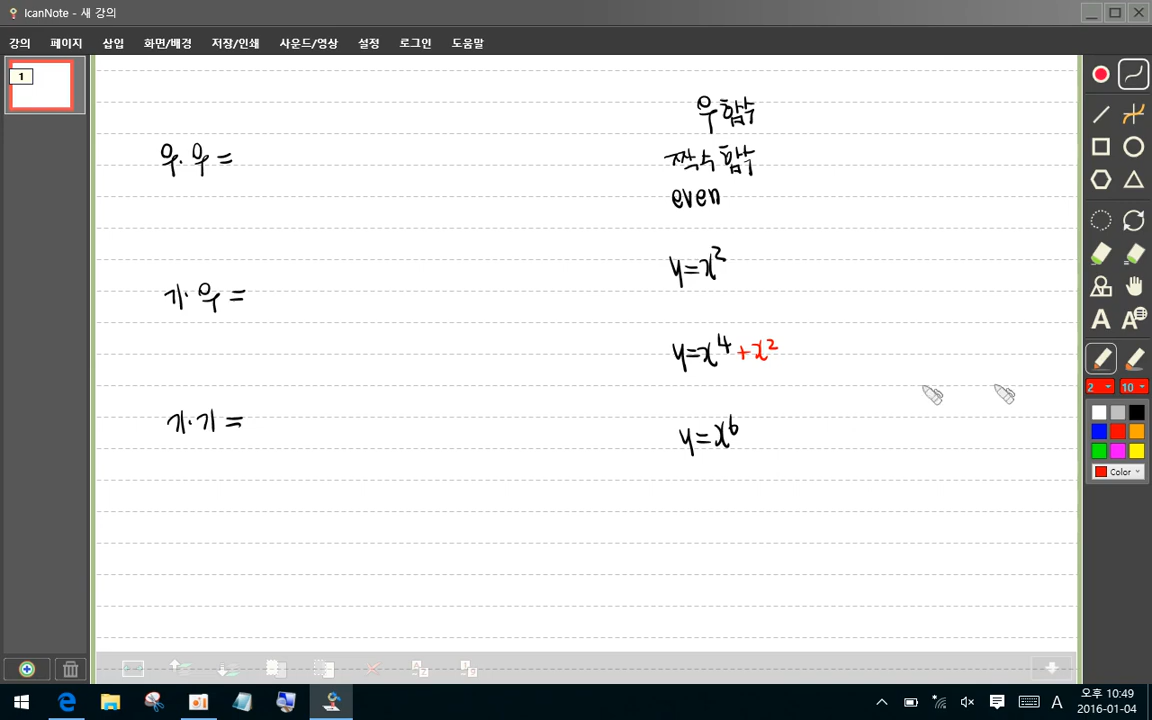 IcanNote - 새 강의
강의 페이지 삽입 화면/배경 저장/인쇄 사운드/영상 설정 로그인 도움말
1
우함수
우·우=
짝수함수
even
y=x²
기·우=
y=x⁴+x²
2 10
기·기=
y=x⁶
Color
A
오후 10:49
2016-01-04